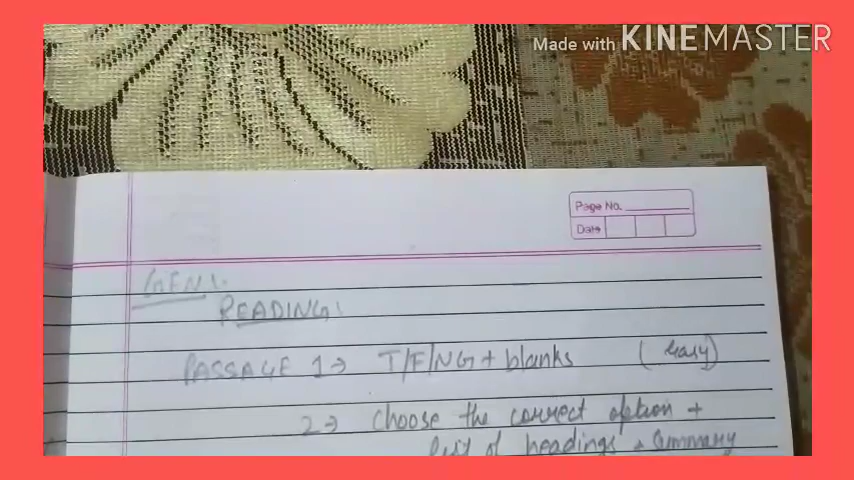 Made with KINEMASTER
Page No.
Date
READING:
PASSAGE 1→ T/F/NG + blanks (Easy)
2→ Choose the correct option +
list of headings + Summary